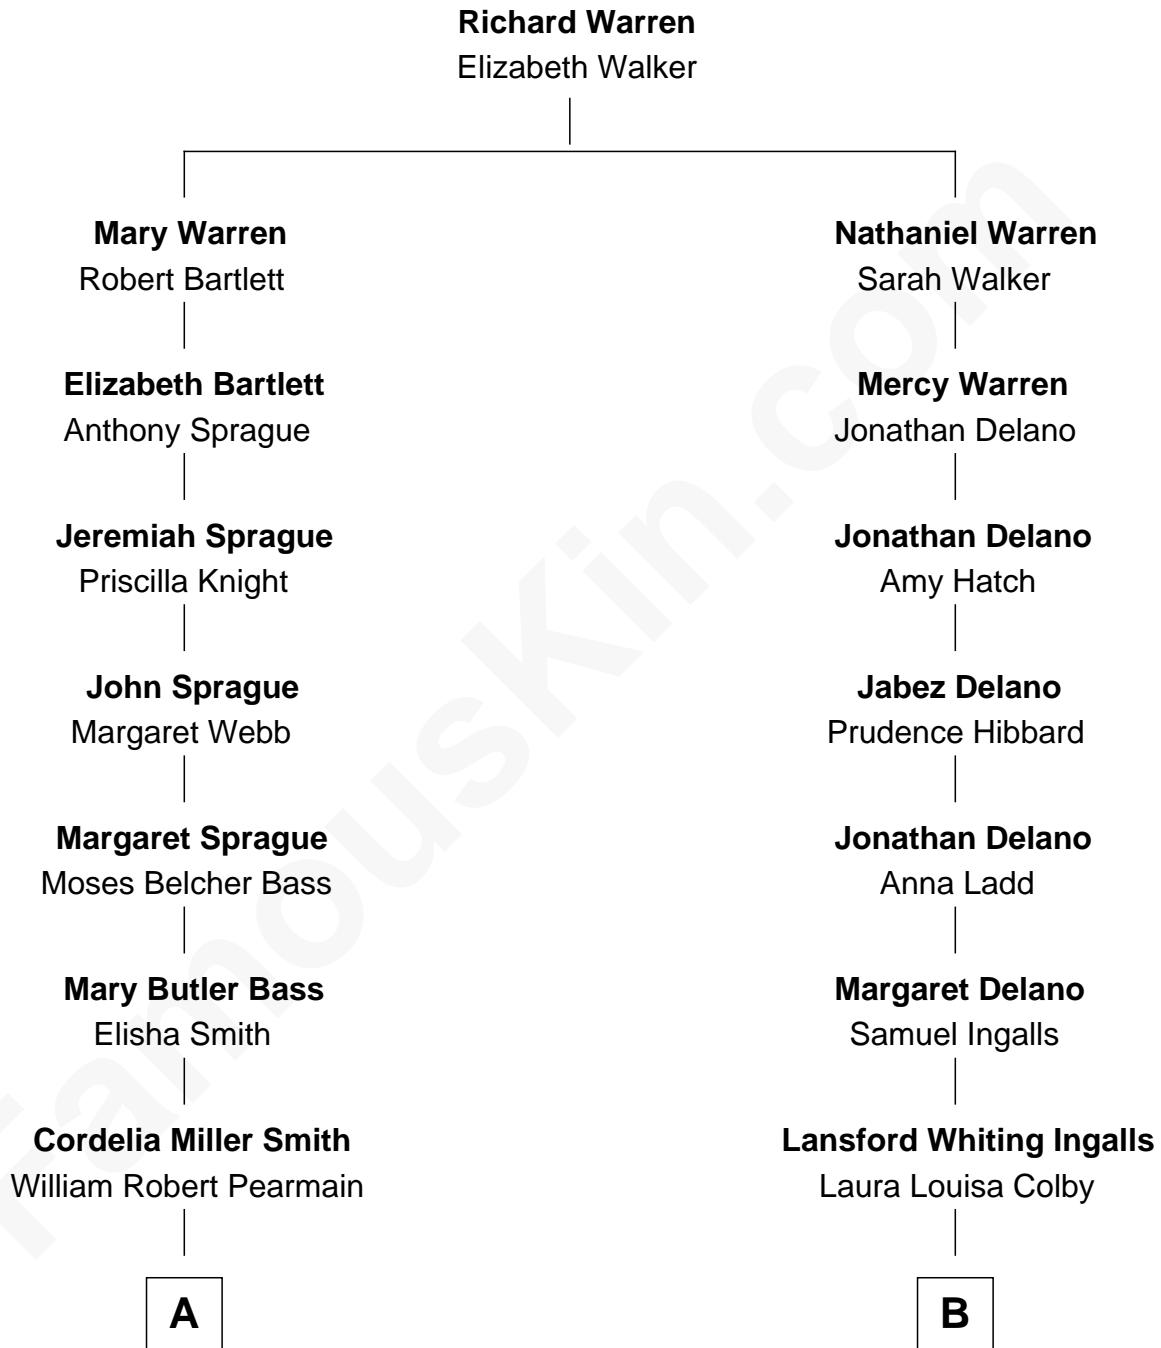 Richard Warren
Elizabeth Walker
Mary Warren
Robert Bartlett
Nathaniel Warren
Sarah Walker
Elizabeth Bartlett
Anthony Sprague
Mercy Warren
Jonathan Delano
Jeremiah Sprague
Priscilla Knight
Jonathan Delano
Amy Hatch
John Sprague
Margaret Webb
Jabez Delano
Prudence Hibbard
Margaret Sprague
Moses Belcher Bass
Jonathan Delano
Anna Ladd
Mary Butler Bass
Elisha Smith
Margaret Delano
Samuel Ingalls
Cordelia Miller Smith
William Robert Pearmain
Lansford Whiting Ingalls
Laura Louisa Colby
A
B
FamousKin.com